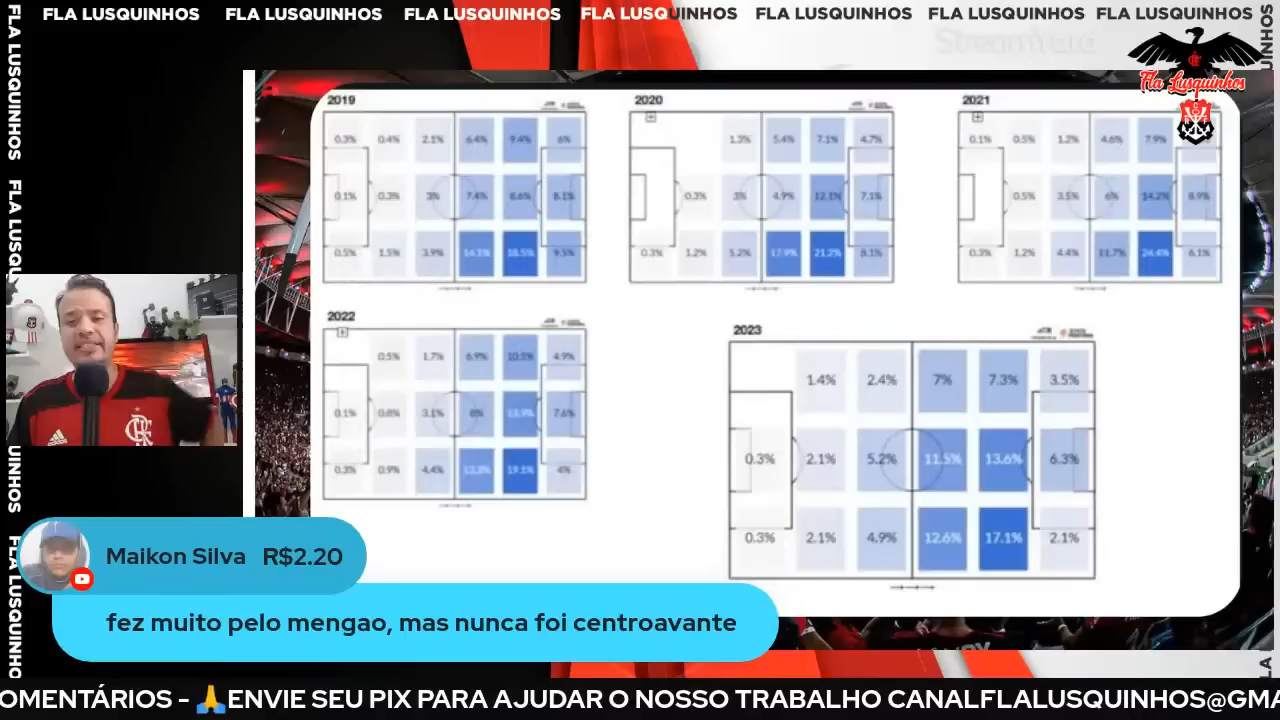 FLA LUSQUINHOS FLA LUSQUINHOS FLA LUSQUINHOS FLA LUSQUINHOS FLA LUSQUINHOS FLA LUSQUINHOS FLA LUSQUINHOS
FLA LUSQUINHOS FLA LUSQU
Fla Lusquinhos
2019
0.3% 0.4% 2.1% 6.4% 9.4% 6%
0.1% 0.3% 3% 7.4% 8.6% 8.1%
0.5% 1.5% 3.9% 14.1% 18.5% 9.5%
2020
1.3% 5.4% 7.1% 4.7%
0.3% 3% 4.9% 12.1% 7.1%
0.3% 1.2% 5.2% 17.9% 21.2% 8.1%
2021
0.1% 0.5% 1.2% 4.6% 7.9%
0.5% 3.5% 6% 14.2% 8.9%
0.3% 1.2% 4.4% 11.7% 24.4% 6.1%
2022
0.5% 1.7% 6.9% 10.5% 4.9%
0.1% 0.8% 3.1% 8% 7.6%
0.3% 0.9% 4.4% 19.1% 4%
2023
1.4% 2.4% 7% 7.3% 3.5%
0.3% 2.1% 5.2% 11.5% 13.6% 6.3%
0.3% 2.1% 4.9% 12.6% 17.1% 2.1%
UINHOS FLA LUSQUINHO
Maikon Silva R$2.20
fez muito pelo mengao, mas nunca foi centroavante
OMENTÁRIOS - 🙏ENVIE SEU PIX PARA AJUDAR O NOSSO TRABALHO CANALFLALUSQUINHOS@GMA